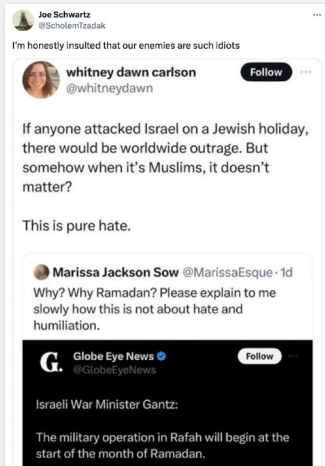 Joe Schwartz
@ScholemTzadak
I'm honestly insulted that our enemies are such idiots
whitney dawn carlson
Follow
@whitneydawn
If anyone attacked Israel on a Jewish holiday,
there would be worldwide outrage. But
somehow when it's Muslims, it doesn't
matter?
This is pure hate.
Marissa Jackson Sow @MarissaEsque · 1d
Why? Why Ramadan? Please explain to me
slowly how this is not about hate and
humiliation.
G.
Globe Eye News
Follow
@GlobeEyeNews
Israeli War Minister Gantz:
The military operation in Rafah will begin at the
start of the month of Ramadan.